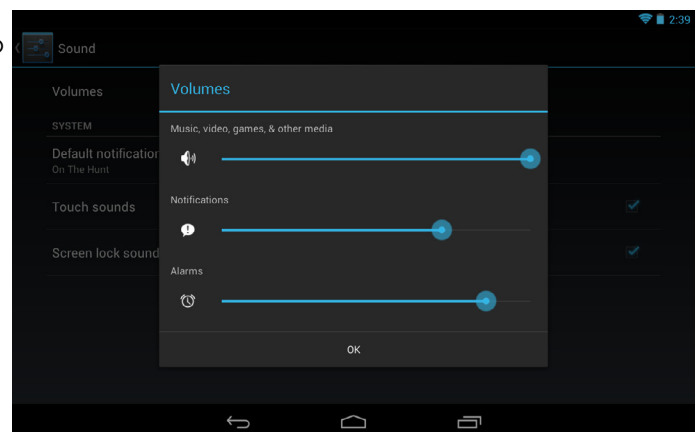 2:39
Sound
Volumes
SYSTEM
Default notification
On The Hunt
Touch sounds
Screen lock sound
Volumes
Music, video, games, & other media
Notifications
Alarms
OK